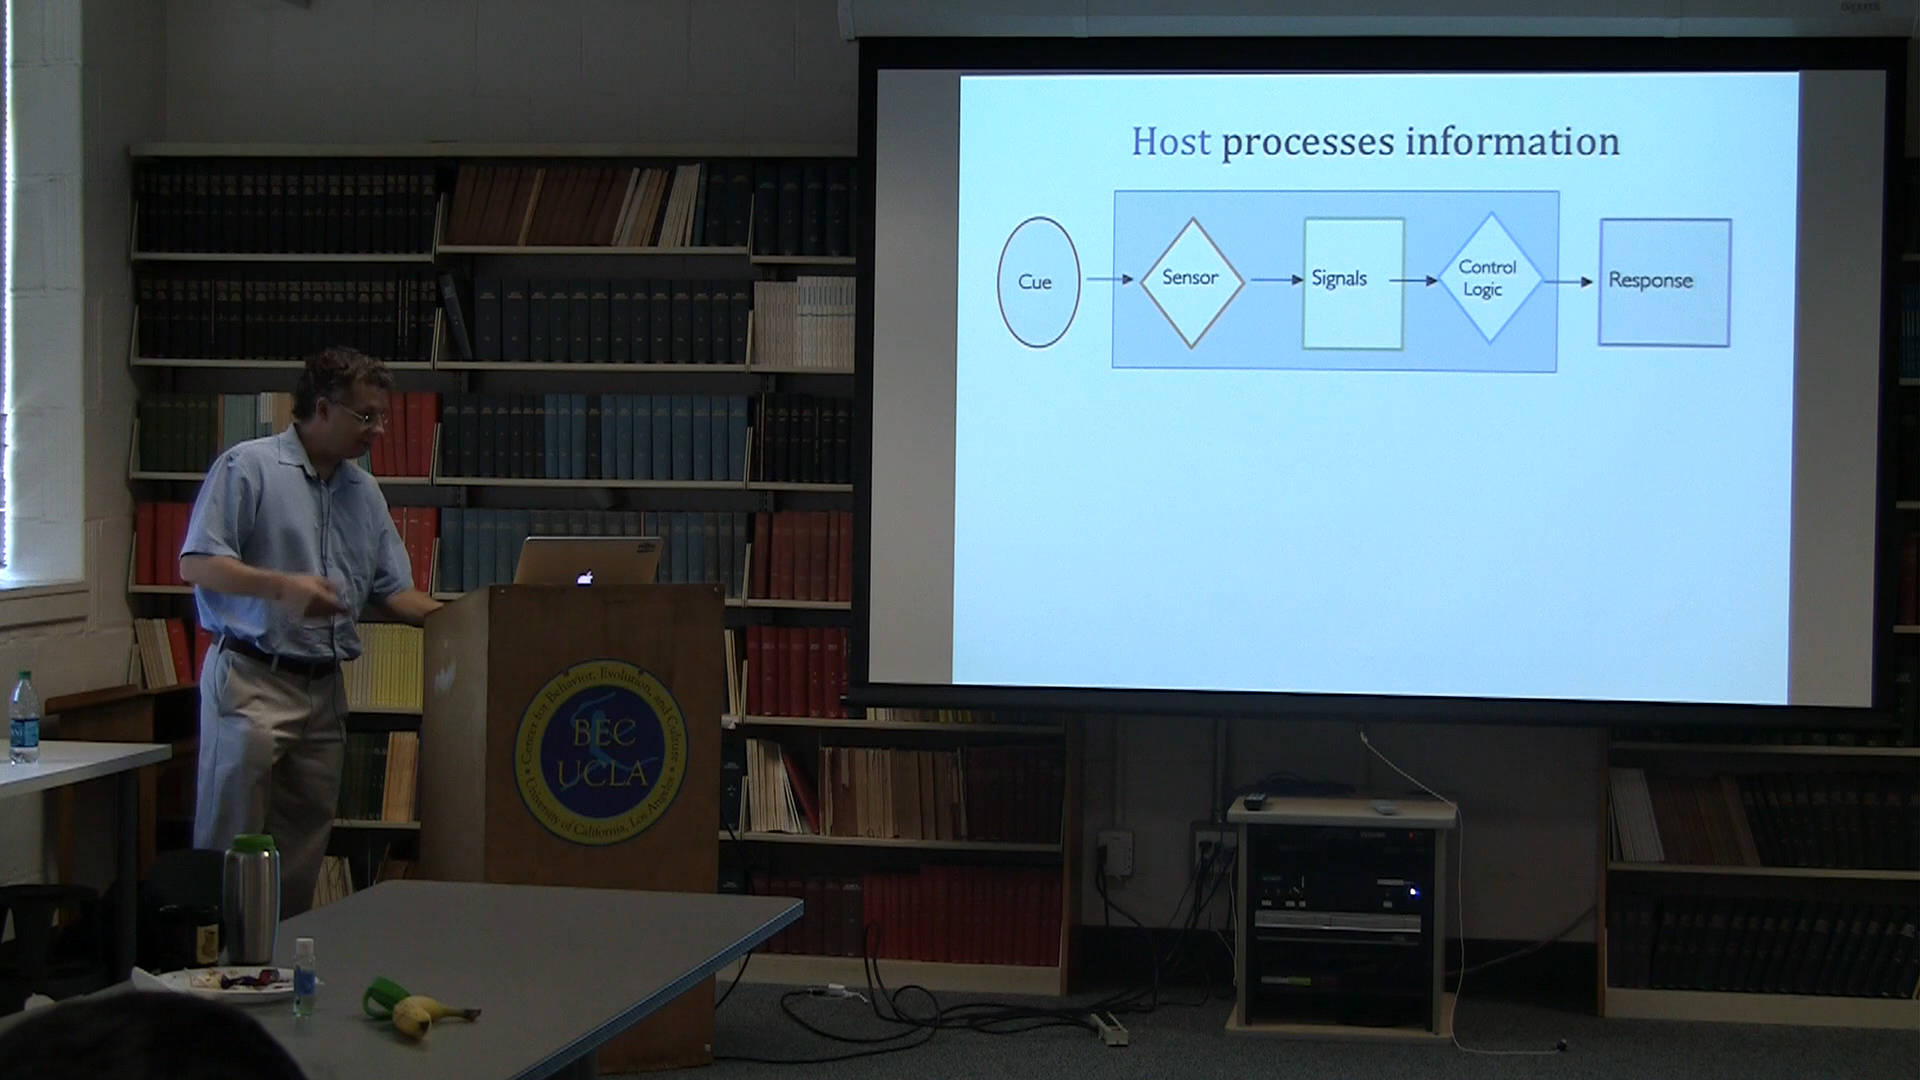 Host processes information
Cue
Sensor
Signals
Control
Logic
Response
Center for Behavior, Evolution, and Culture
BEC
UCLA
University of California, Los Angeles